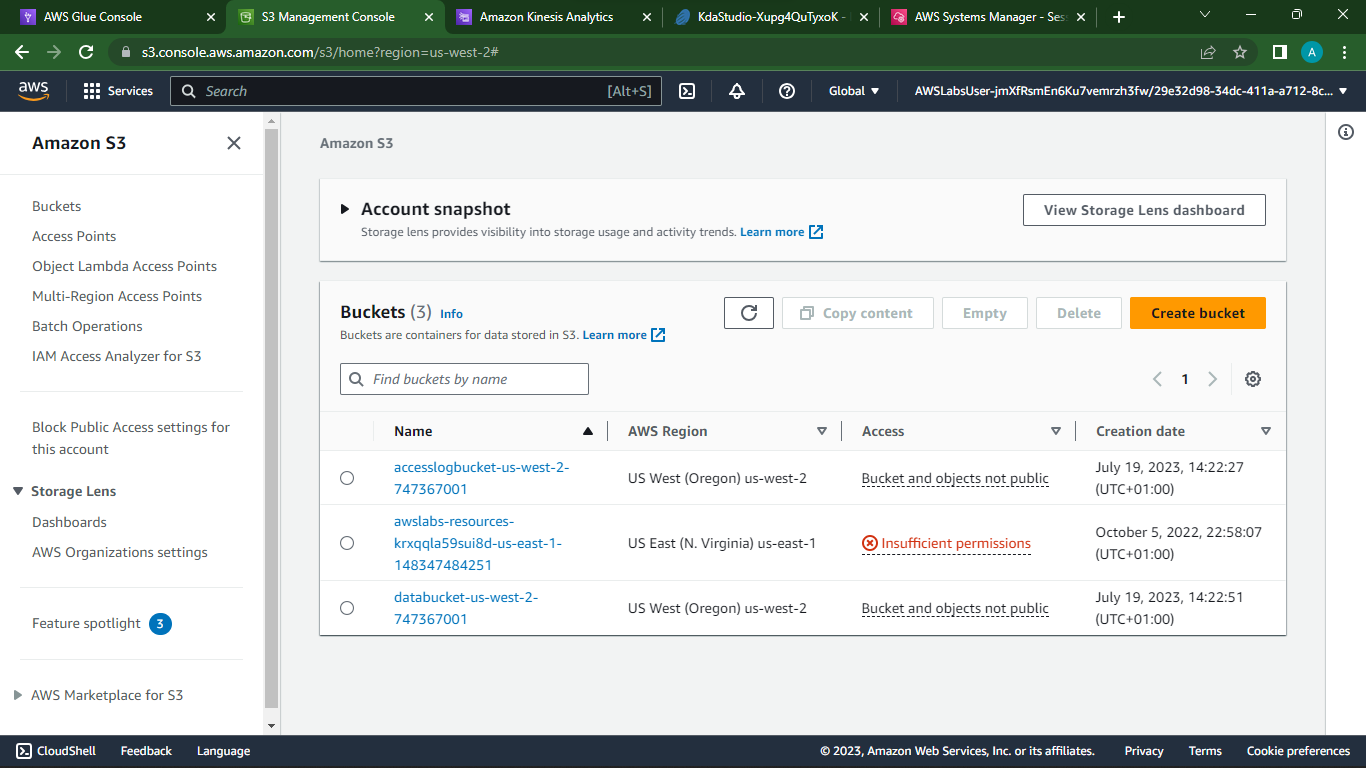 AWS Glue Console
S3 Management Console
Amazon Kinesis Analytics
KdaStudio-Xupg4QuTyxoK -
AWS Systems Manager - Ses
s3.console.aws.amazon.com/s3/home?region=us-west-2#
A
aws
Services
Search
[Alt+S]
Global
AWSLabsUser-jmXfRsmEn6Ku7vemrzh3fw/29e32d98-34dc-411a-a712-8c...
Amazon S3
Buckets
Access Points
Object Lambda Access Points
Multi-Region Access Points
Batch Operations
IAM Access Analyzer for S3
Block Public Access settings for
this account
Storage Lens
Dashboards
AWS Organizations settings
Feature spotlight 3
AWS Marketplace for S3
Amazon S3
Account snapshot
Storage lens provides visibility into storage usage and activity trends. Learn more
View Storage Lens dashboard
Buckets (3) Info
Buckets are containers for data stored in S3. Learn more
Copy content
Empty
Delete
Create bucket
Find buckets by name
1
Name
AWS Region
Access
Creation date
accesslogbucket-us-west-2-
747367001
US West (Oregon) us-west-2
Bucket and objects not public
July 19, 2023, 14:22:27
(UTC+01:00)
awslabs-resources-
krxqqla59sui8d-us-east-1-
148347484251
US East (N. Virginia) us-east-1
Insufficient permissions
October 5, 2022, 22:58:07
(UTC+01:00)
databucket-us-west-2-
747367001
US West (Oregon) us-west-2
Bucket and objects not public
July 19, 2023, 14:22:51
(UTC+01:00)
CloudShell
Feedback
Language
© 2023, Amazon Web Services, Inc. or its affiliates.
Privacy
Terms
Cookie preferences